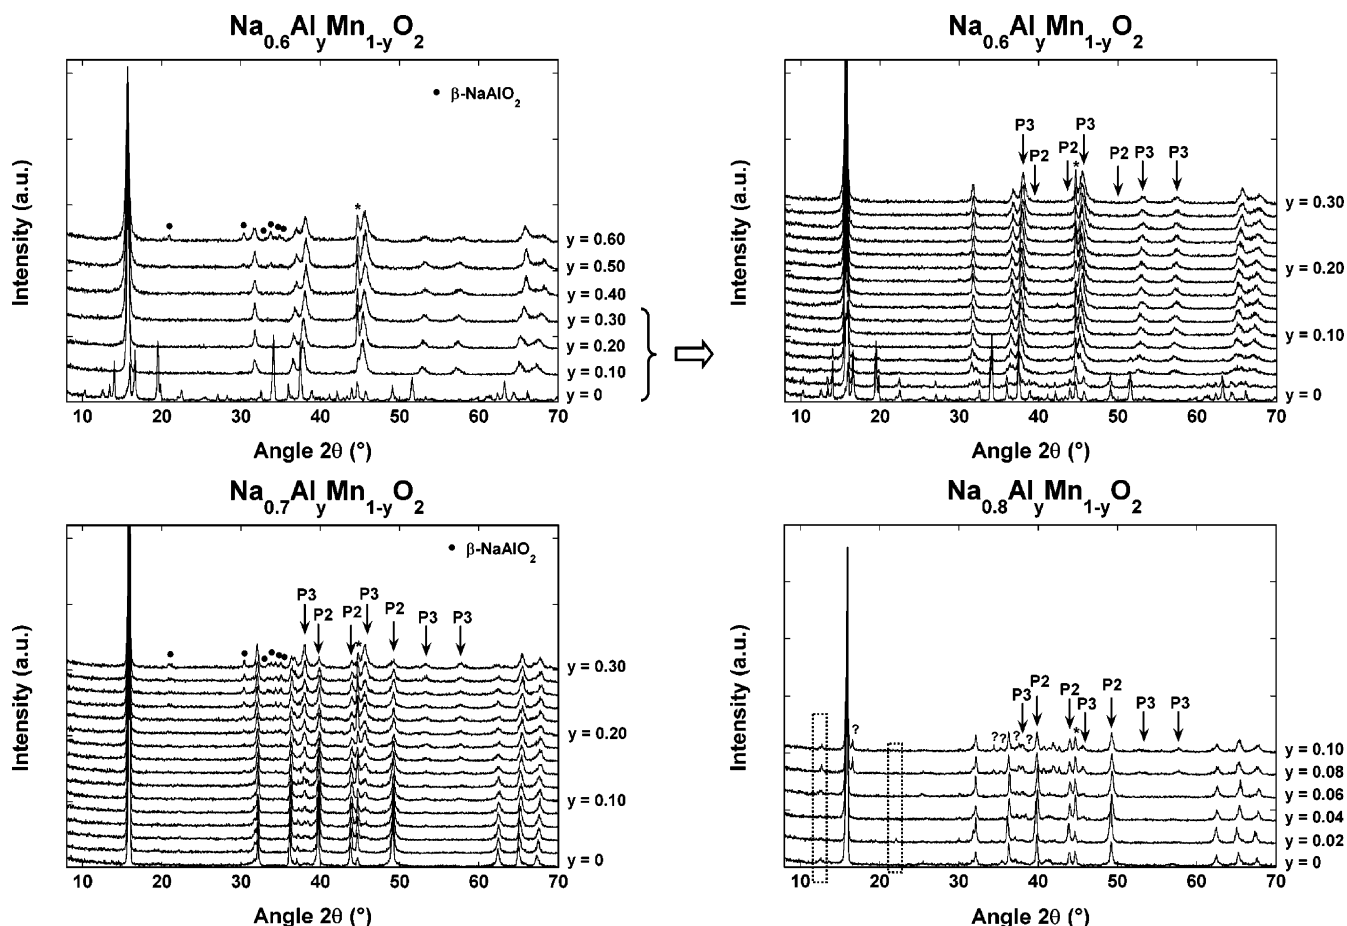 Na0.6AlyMn1-yO2
Intensity (a.u.)
• β-NaAlO2
*
y = 0.60
y = 0.50
y = 0.40
y = 0.30
y = 0.20
y = 0.10
y = 0
10 20 30 40 50 60 70
Angle 2θ (°)
Na0.6AlyMn1-yO2
Intensity (a.u.)
P3 P3
P2 P2 * P2 P3 P3
y = 0.30
y = 0.20
y = 0.10
y = 0
10 20 30 40 50 60 70
Angle 2θ (°)
Na0.7AlyMn1-yO2
Intensity (a.u.)
• β-NaAlO2
P3 P3
P2 P2 P2 P3 P3
*
y = 0.30
y = 0.20
y = 0.10
y = 0
10 20 30 40 50 60 70
Angle 2θ (°)
Na0.8AlyMn1-yO2
Intensity (a.u.)
P2 P2 P2
P3 P3 P3 P3
? ? ? ? ? *
y = 0.10
y = 0.08
y = 0.06
y = 0.04
y = 0.02
y = 0
10 20 30 40 50 60 70
Angle 2θ (°)